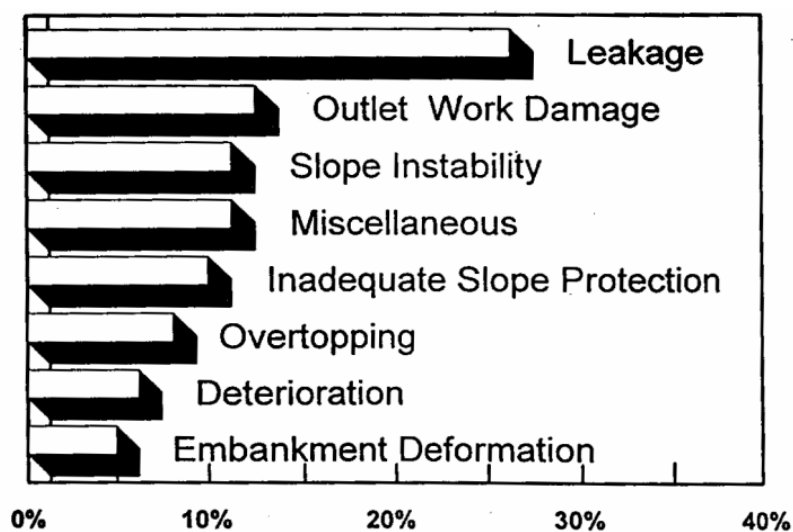 Leakage
Outlet Work Damage
Slope Instability
Miscellaneous
Inadequate Slope Protection
Overtopping
Deterioration
Embankment Deformation
0% 10% 20% 30% 40%